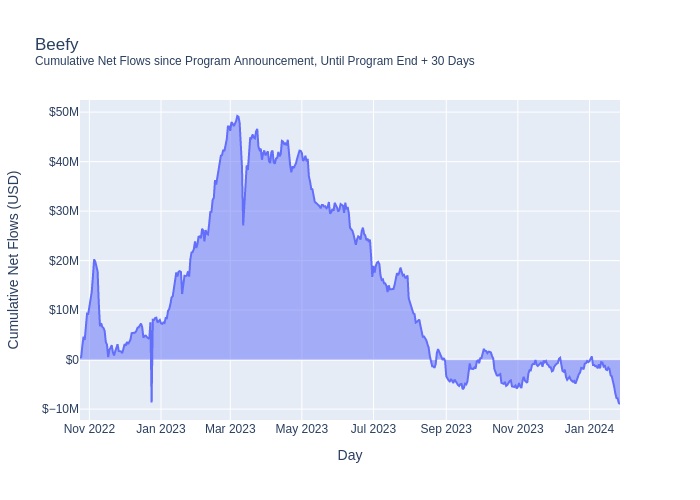 Beefy
Cumulative Net Flows since Program Announcement, Until Program End + 30 Days
Cumulative Net Flows (USD)
$50M
$40M
$30M
$20M
$10M
$0
$−10M
Nov 2022
Jan 2023
Mar 2023
May 2023
Jul 2023
Sep 2023
Nov 2023
Jan 2024
Day